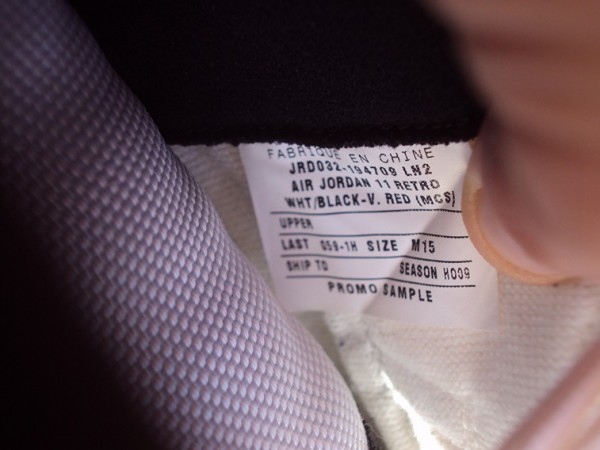 FABRIQUE EN CHINE
JRD032-194709 LN2
AIR JORDAN 11 RETRO
WHT/BLACK-V. RED (MCS)
UPPER
LAST G59-1H SIZE M15
SHIP TO SEASON HO09
PROMO SAMPLE